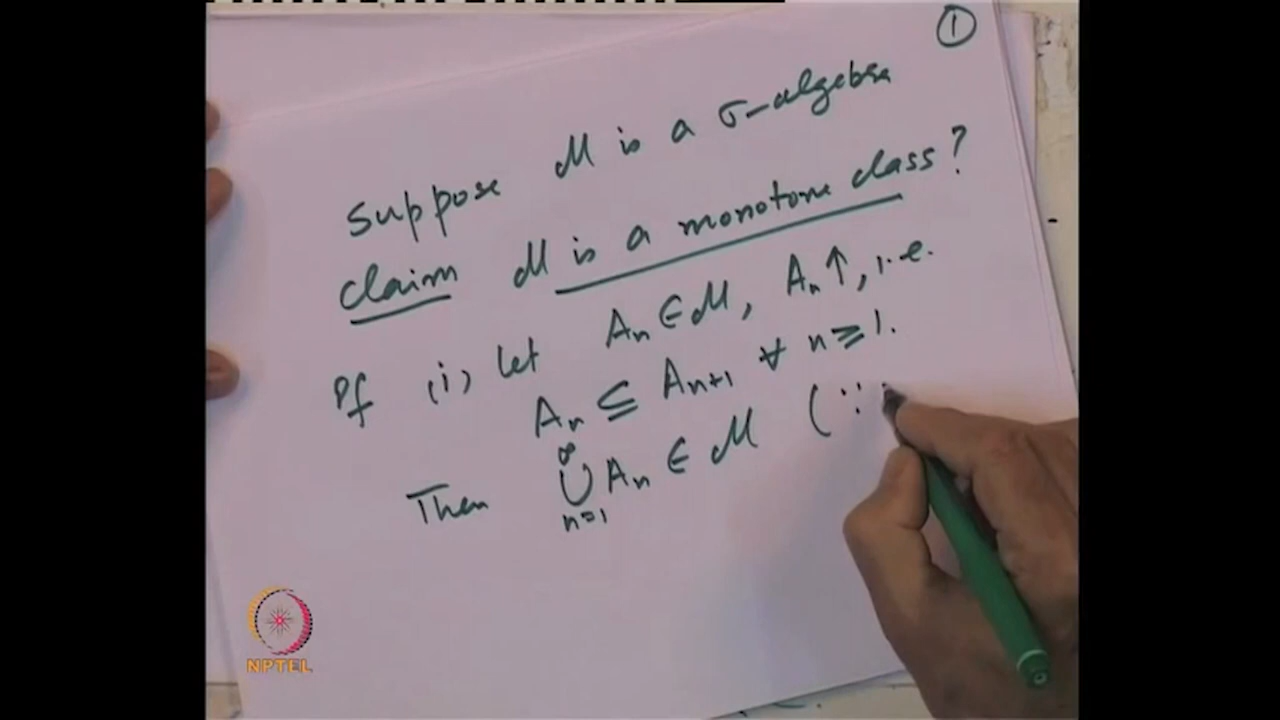 ①
Suppose ℳ is a σ-algebra
claim ℳ is a monotone class?
Pf (i) let Aₙ ∈ ℳ, Aₙ ↑, i.e.
Aₙ ⊆ Aₙ₊₁ ∀ n ≥ 1.
Then ∞⋃n=1 Aₙ ∈ ℳ (∵
NPTEL